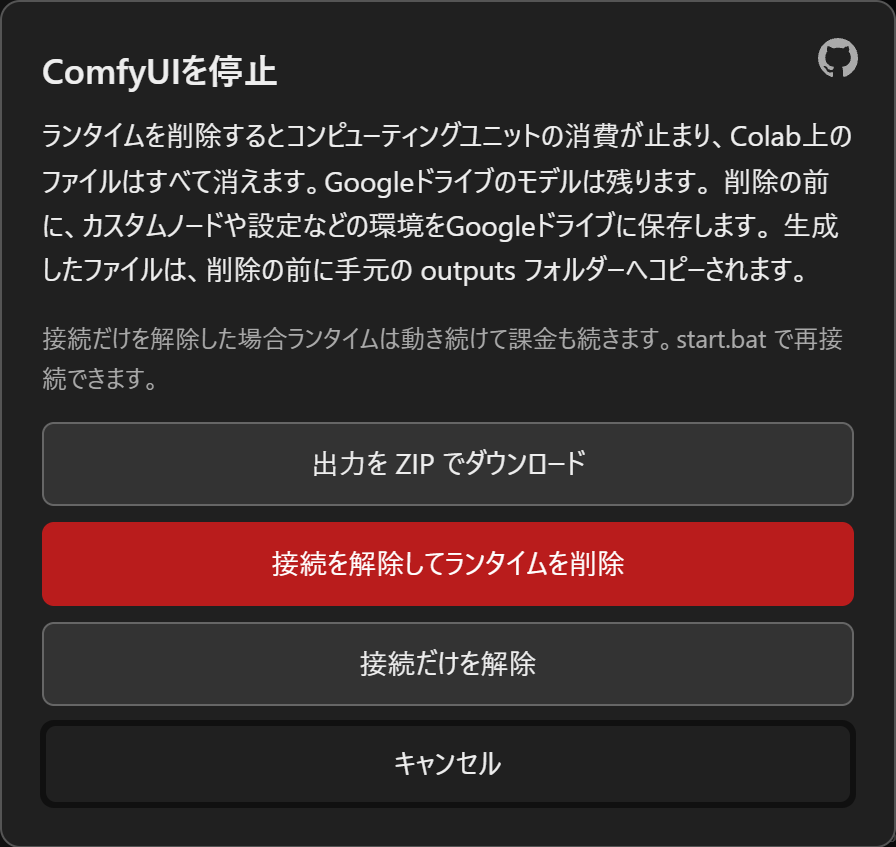 ComfyUIを停止
ランタイムを削除するとコンピューティングユニットの消費が止まり、Colab上の
ファイルはすべて消えます。Googleドライブのモデルは残ります。削除の前
に、カスタムノードや設定などの環境をGoogleドライブに保存します。生成
したファイルは、削除の前に手元の outputs フォルダーへコピーされます。
接続だけを解除した場合ランタイムは動き続けて課金も続きます。start.bat で再接
続できます。
出力を ZIP でダウンロード
接続を解除してランタイムを削除
接続だけを解除
キャンセル